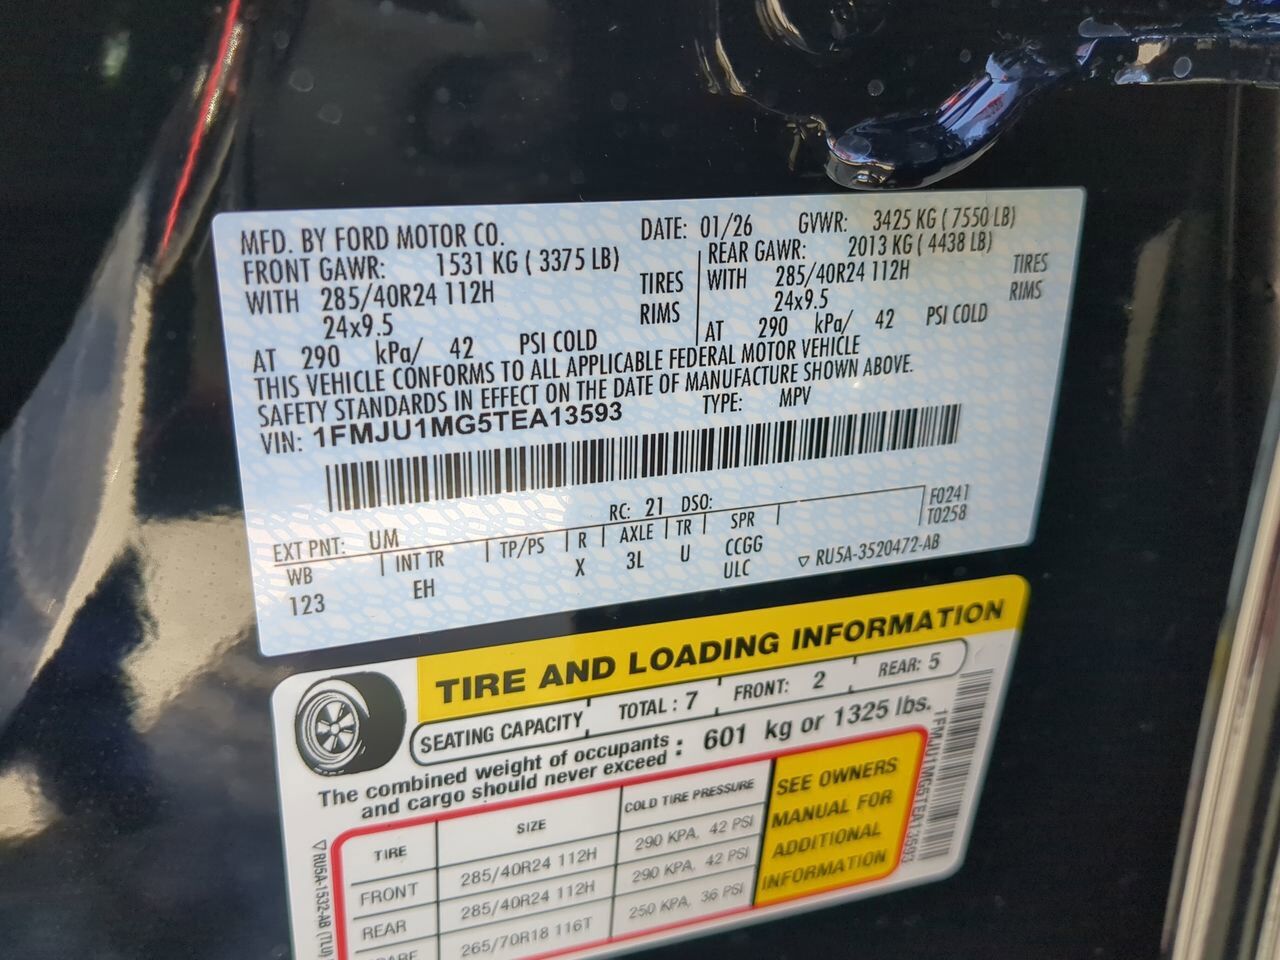 MFD. BY FORD MOTOR CO. DATE: 01/26 GVWR: 3425 KG ( 7550 LB)
FRONT GAWR: 1531 KG ( 3375 LB) REAR GAWR: 2013 KG ( 4438 LB)
WITH 285/40R24 112H TIRES WITH 285/40R24 112H TIRES
24x9.5 RIMS 24x9.5 RIMS
AT 290 kPa/ 42 PSI COLD AT 290 kPa/ 42 PSI COLD
THIS VEHICLE CONFORMS TO ALL APPLICABLE FEDERAL MOTOR VEHICLE
SAFETY STANDARDS IN EFFECT ON THE DATE OF MANUFACTURE SHOWN ABOVE.
VIN: 1FMJU1MG5TEA13593 TYPE: MPV
EXT PNT: UM RC: 21 DSO: F0241
T0258
WB INT TR TP/PS R AXLE TR SPR
123 EH X 3L U CCGG
ULC ▽ RU5A-3520472-AB
TIRE AND LOADING INFORMATION
SEATING CAPACITY TOTAL : 7 FRONT: 2 REAR: 5
The combined weight of occupants and cargo should never exceed : 601 kg or 1325 lbs.
TIRE SIZE COLD TIRE PRESSURE
FRONT 285/40R24 112H 290 KPA, 42 PSI
REAR 285/40R24 112H 290 KPA, 42 PSI
265/70R18 116T 250 KPA, 36 PSI
SEE OWNERS
MANUAL FOR
ADDITIONAL
INFORMATION
1FMJU1MG5TEA13593
▽RU5A-1532-AB (TLU)